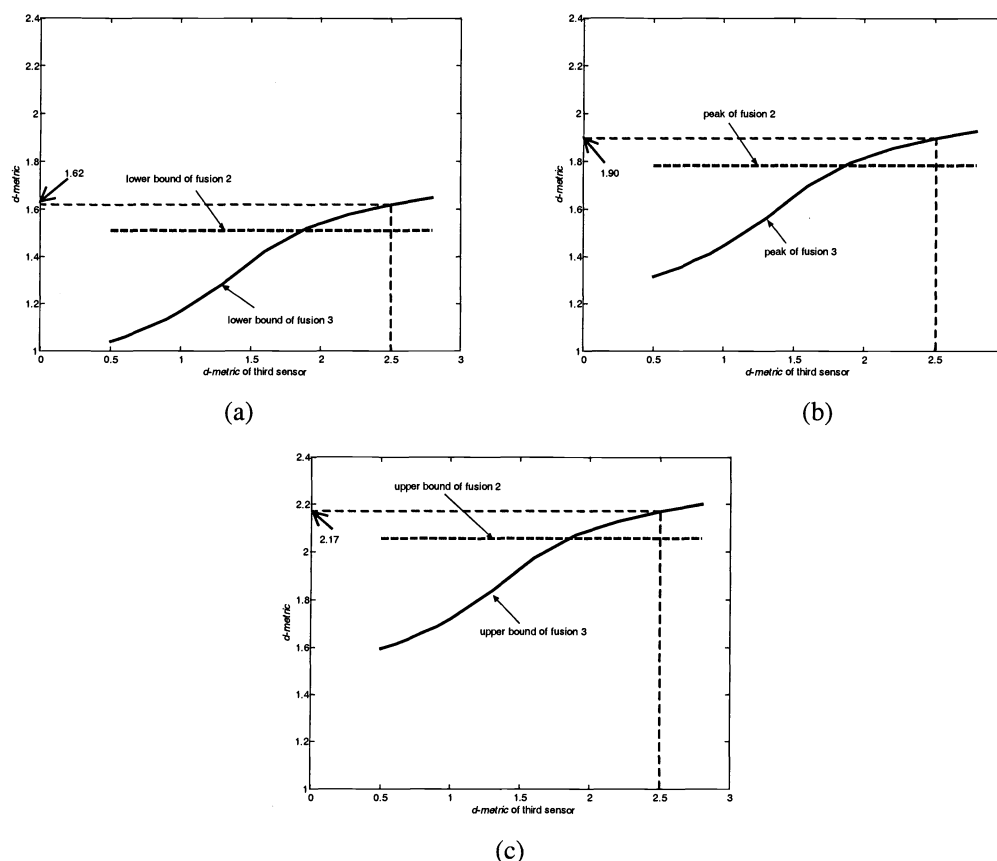 2.4
2.2
2
1.8
1.6
1.4
1.2
1
d-metric
1.62
lower bound of fusion 2
lower bound of fusion 3
0 0.5 1 1.5 2 2.5 3
d-metric of third sensor
(a)
2.4
2.2
2
1.8
1.6
1.4
1.2
1
d-metric
1.90
peak of fusion 2
peak of fusion 3
0 0.5 1 1.5 2 2.5
d-metric of third sensor
(b)
2.4
2.2
2
1.8
1.6
1.4
1.2
1
d-metric
2.17
upper bound of fusion 2
upper bound of fusion 3
0 0.5 1 1.5 2 2.5 3
d-metric of third sensor
(c)